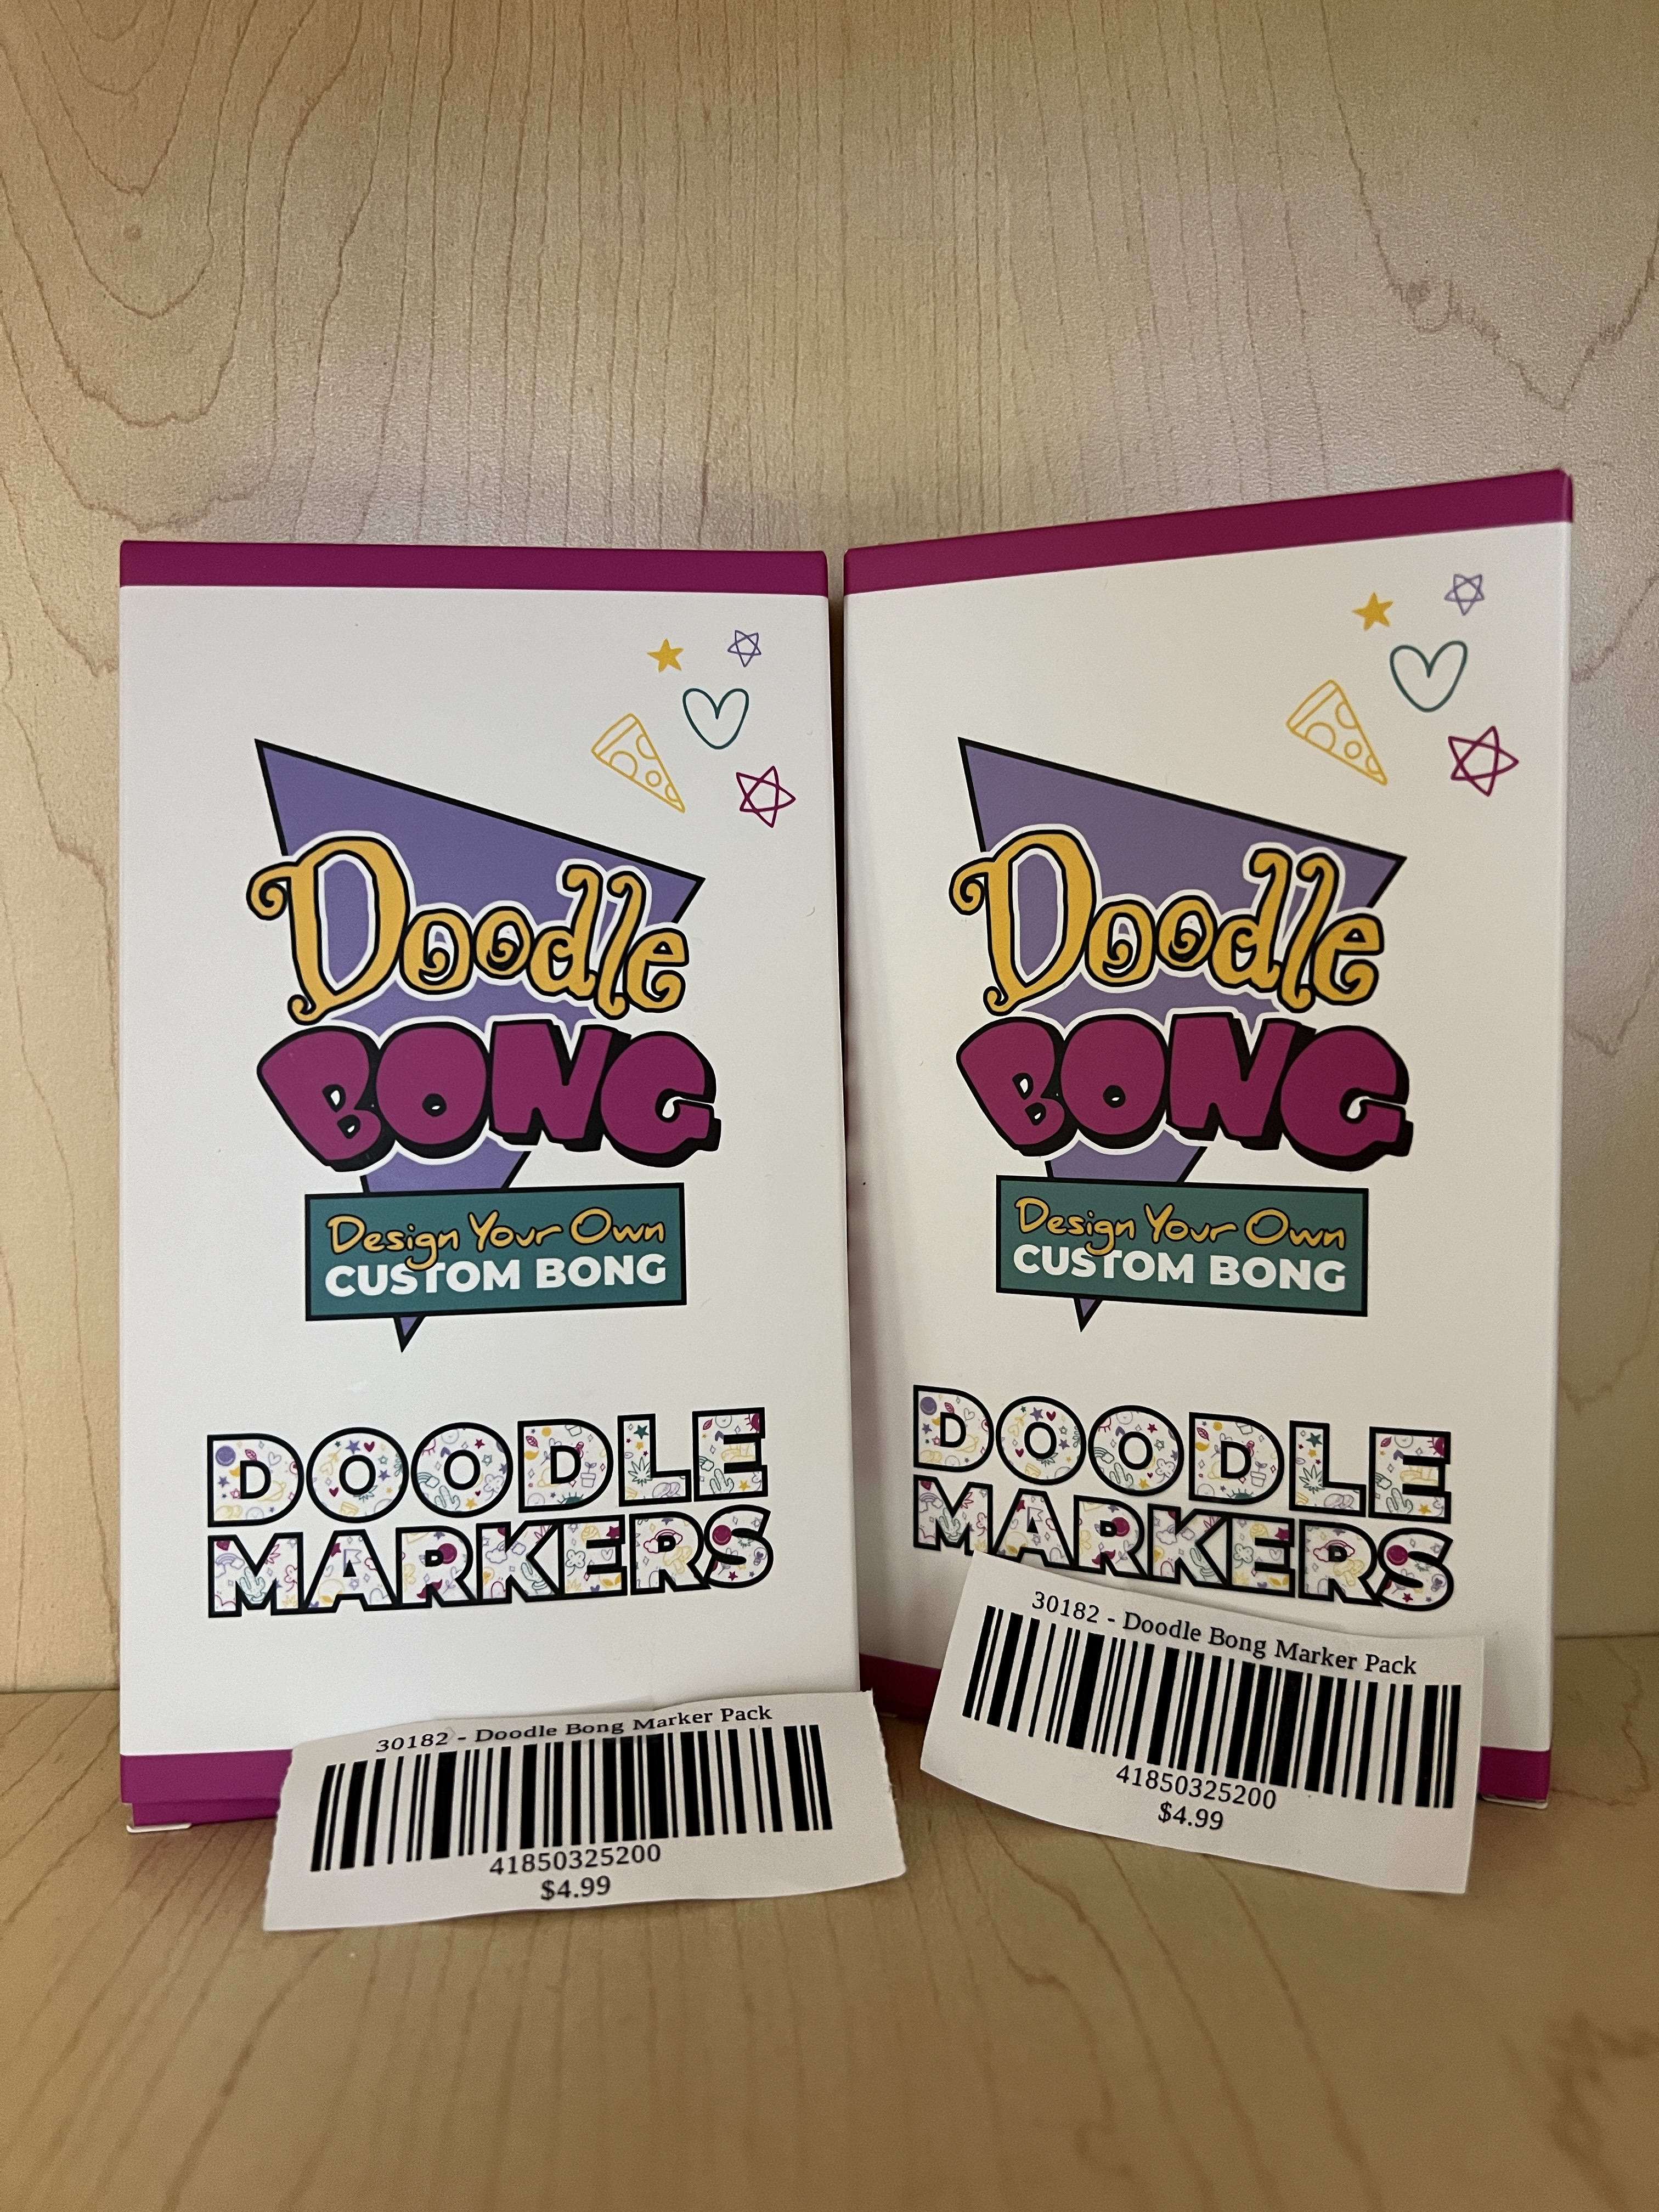 Doodle
BONG
Design Your Own
CUSTOM BONG
DOODLE
MARKERS
30182 - Doodle Bong Marker Pack
41850325200
$4.99
Doodle
BONG
Design Your Own
CUSTOM BONG
DOODLE
MARKERS
30182 - Doodle Bong Marker Pack
41850325200
$4.99